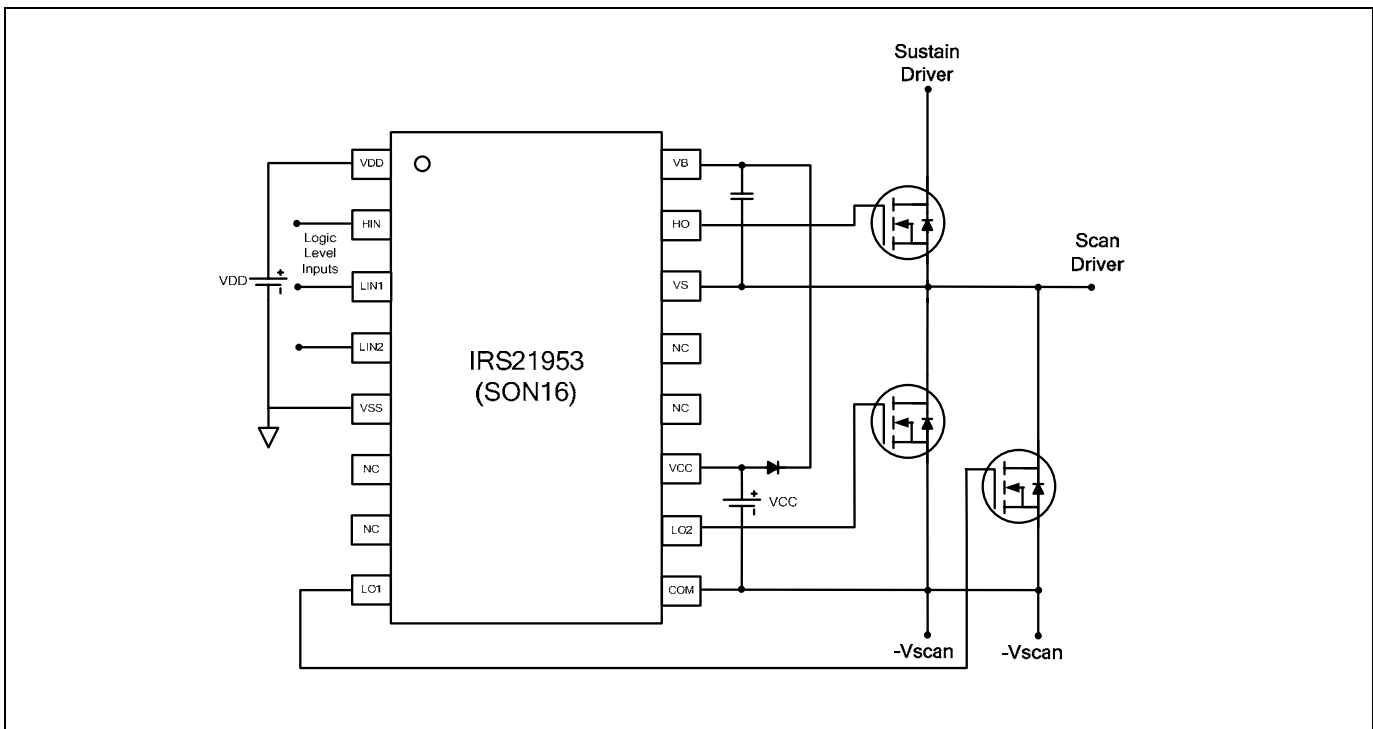 Sustain
Driver
VDD
VB
HIN
HO
Logic
Level
Inputs
Scan
Driver
VDD
+
LIN1
VS
LIN2
NC
IRS21953
(SON16)
VSS
NC
NC
VCC
+
VCC
NC
LO2
LO1
COM
-Vscan
-Vscan